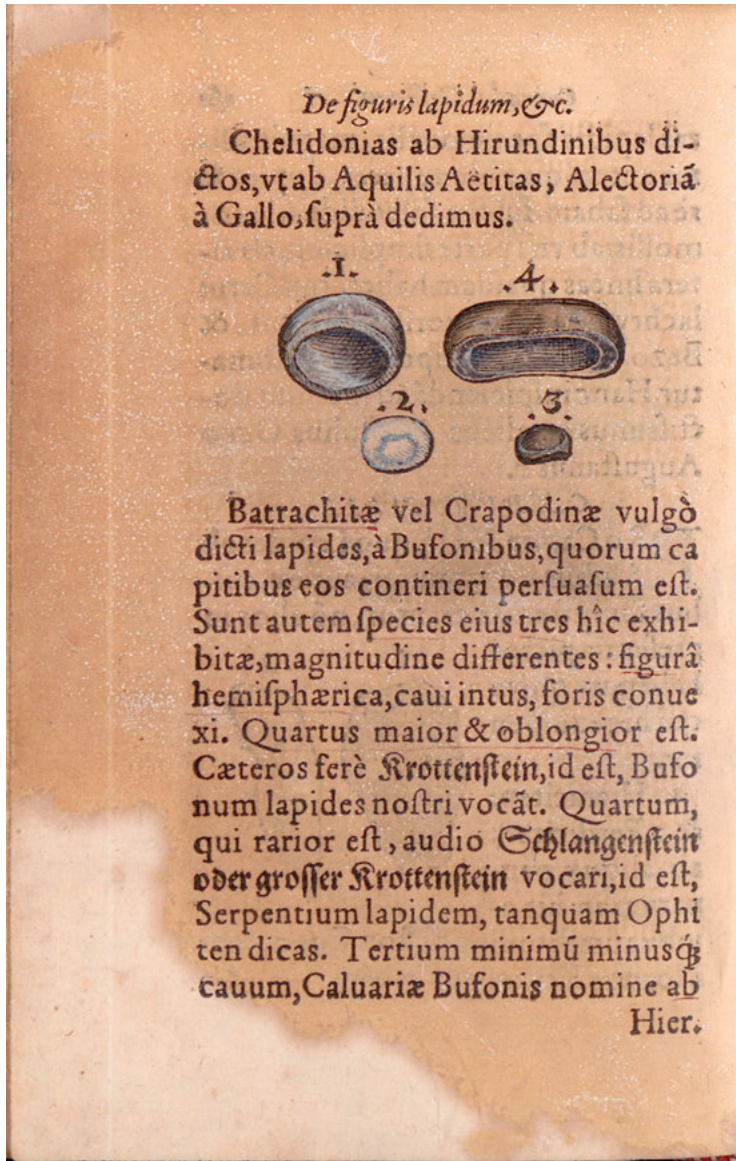 De figuris lapidum, &c.
Chelidonias ab Hirundinibus di-
ctos, vt ab Aquilis Aëtitas, Alectoriã
à Gallo, ſuprà dedimus.
.1. .4.
.2. .3.
Batrachitæ vel Crapodinæ vulgò
dicti lapides, à Bufonibus, quorum ca
pitibus eos contineri perſuaſum eſt.
Sunt autem ſpecies eius tres hîc exhi-
bitæ, magnitudine differentes: figurâ
hemiſphærica, caui intus, foris conue
xi. Quartus maior & oblongior eſt.
Cæteros ferè Krottenſtein, id eſt, Bufo
num lapides noſtri vocãt. Quartum,
qui rarior eſt, audio Schlangenſtein
oder groſſer Krottenſtein vocari, id eſt,
Serpentium lapidem, tanquam Ophi
ten dicas. Tertium minimũ minusq́ꝫ
cauum, Caluariæ Bufonis nomine ab
Hier.